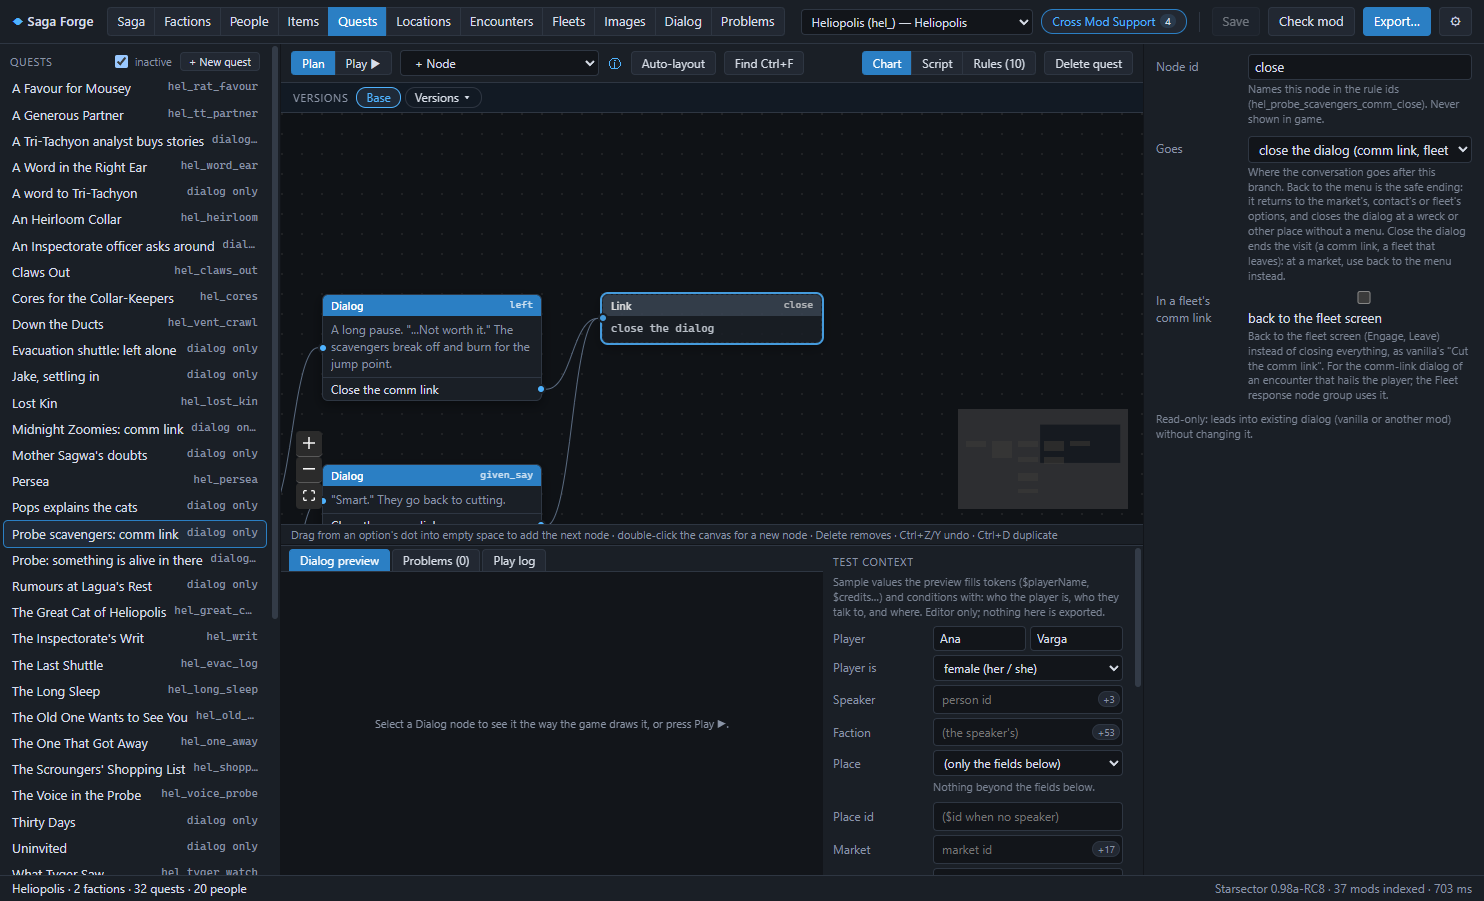 Saga Forge
Saga
Factions
People
Items
Quests
Locations
Encounters
Fleets
Images
Dialog
Problems
Heliopolis (hel_) — Heliopolis
Cross Mod Support 4
Save
Check mod
Export...
QUESTS
inactive
+ New quest
A Favour for Mousey hel_rat_favour
A Generous Partner hel_tt_partner
A Tri-Tachyon analyst buys stories dialog…
A Word in the Right Ear hel_word_ear
A word to Tri-Tachyon dialog only
An Heirloom Collar hel_heirloom
An Inspectorate officer asks around dial…
Claws Out hel_claws_out
Cores for the Collar-Keepers hel_cores
Down the Ducts hel_vent_crawl
Evacuation shuttle: left alone dialog only
Jake, settling in dialog only
Lost Kin hel_lost_kin
Midnight Zoomies: comm link dialog on…
Mother Sagwa's doubts dialog only
Persea hel_persea
Pops explains the cats dialog only
Probe scavengers: comm link dialog only
Probe: something is alive in there dialog…
Rumours at Lagua's Rest dialog only
The Great Cat of Heliopolis hel_great_c…
The Inspectorate's Writ hel_writ
The Last Shuttle hel_evac_log
The Long Sleep hel_long_sleep
The Old One Wants to See You hel_old_…
The One That Got Away hel_one_away
The Scroungers' Shopping List hel_shopp…
The Voice in the Probe hel_voice_probe
Thirty Days dialog only
Uninvited dialog only
What Tyger Saw hel_tyger_watch
Plan
Play ▶
+ Node
Auto-layout
Find Ctrl+F
Chart
Script
Rules (10)
Delete quest
VERSIONS
Base
Versions ▾
Dialog left
A long pause. "...Not worth it." The
scavengers break off and burn for the
jump point.
Close the comm link
Link close
close the dialog
Dialog given_say
"Smart." They go back to cutting.
Drag from an option's dot into empty space to add the next node · double-click the canvas for a new node · Delete removes · Ctrl+Z/Y undo · Ctrl+D duplicate
Dialog preview
Problems (0)
Play log
Select a Dialog node to see it the way the game draws it, or press Play ▶.
TEST CONTEXT
Sample values the preview fills tokens ($playerName,
$credits...) and conditions with: who the player is, who they
talk to, and where. Editor only; nothing here is exported.
Player Ana Varga
Player is female (her / she)
Speaker person id +3
Faction (the speaker's) +53
Place (only the fields below)
Nothing beyond the fields below.
Place id ($id when no speaker)
Market market id +17
Node id close
Names this node in the rule ids
(hel_probe_scavengers_comm_close). Never
shown in game.
Goes close the dialog (comm link, fleet
Where the conversation goes after this
branch. Back to the menu is the safe ending:
it returns to the market's, contact's or fleet's
options, and closes the dialog at a wreck or
other place without a menu. Close the dialog
ends the visit (a comm link, a fleet that
leaves): at a market, use back to the menu
instead.
In a fleet's
comm link
back to the fleet screen
Back to the fleet screen (Engage, Leave)
instead of closing everything, as vanilla's "Cut
the comm link". For the comm-link dialog of
an encounter that hails the player; the Fleet
response node group uses it.
Read-only: leads into existing dialog (vanilla or another mod)
without changing it.
Heliopolis · 2 factions · 32 quests · 20 people
Starsector 0.98a-RC8 · 37 mods indexed · 703 ms